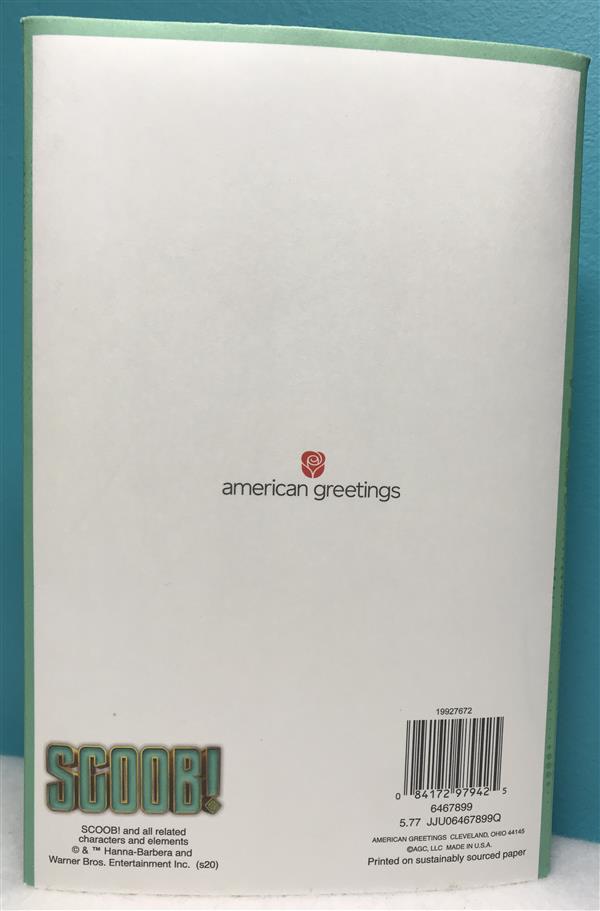 american greetings
SCOOB!
SCOOB! and all related
characters and elements
© & ™ Hanna-Barbera and
Warner Bros. Entertainment Inc. (s20)
19927672
0 84172 97942 5
6467899
5.77 JJU06467899Q
AMERICAN GREETINGS CLEVELAND, OHIO 44145
©AGC, LLC MADE IN U.S.A.
Printed on sustainably sourced paper